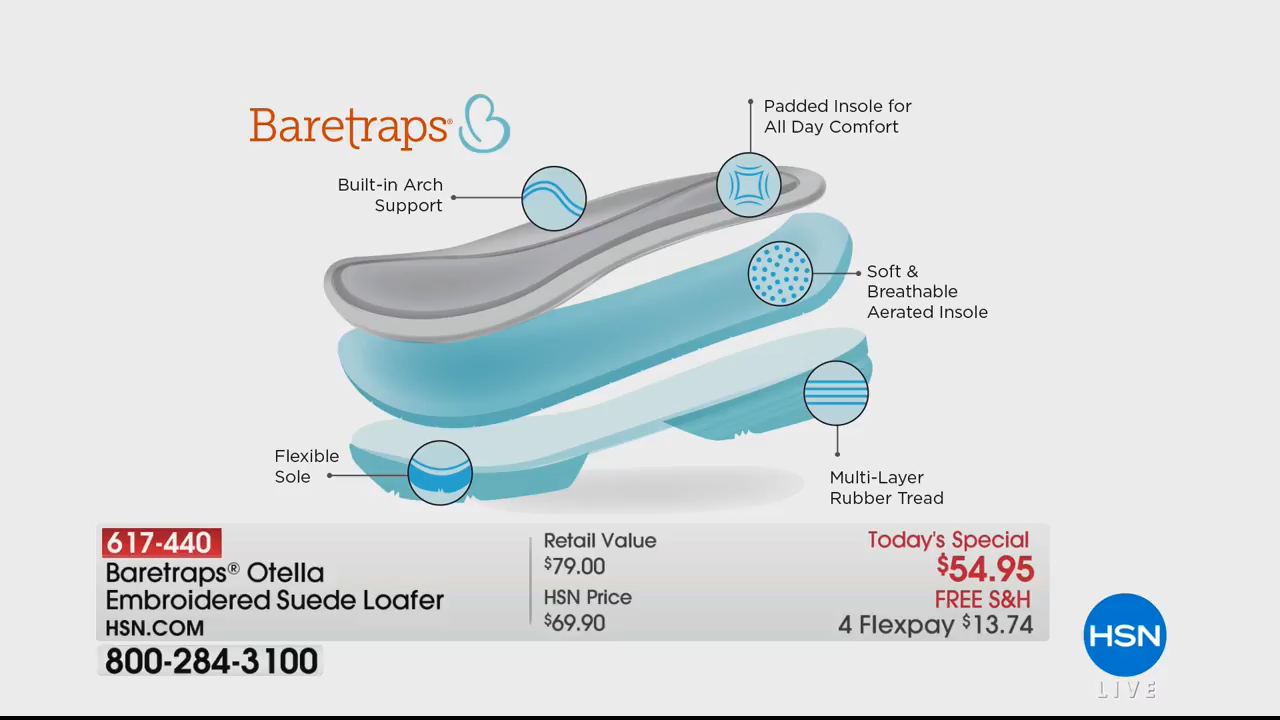 Baretraps®
Padded Insole for
All Day Comfort
Built-in Arch
Support
Soft &
Breathable
Aerated Insole
Flexible
Sole
Multi-Layer
Rubber Tread
617-440
Baretraps® Otella
Embroidered Suede Loafer
HSN.COM
800-284-3100
Retail Value
$79.00
HSN Price
$69.90
Today's Special
$54.95
FREE S&H
4 Flexpay $13.74
HSN
LIVE